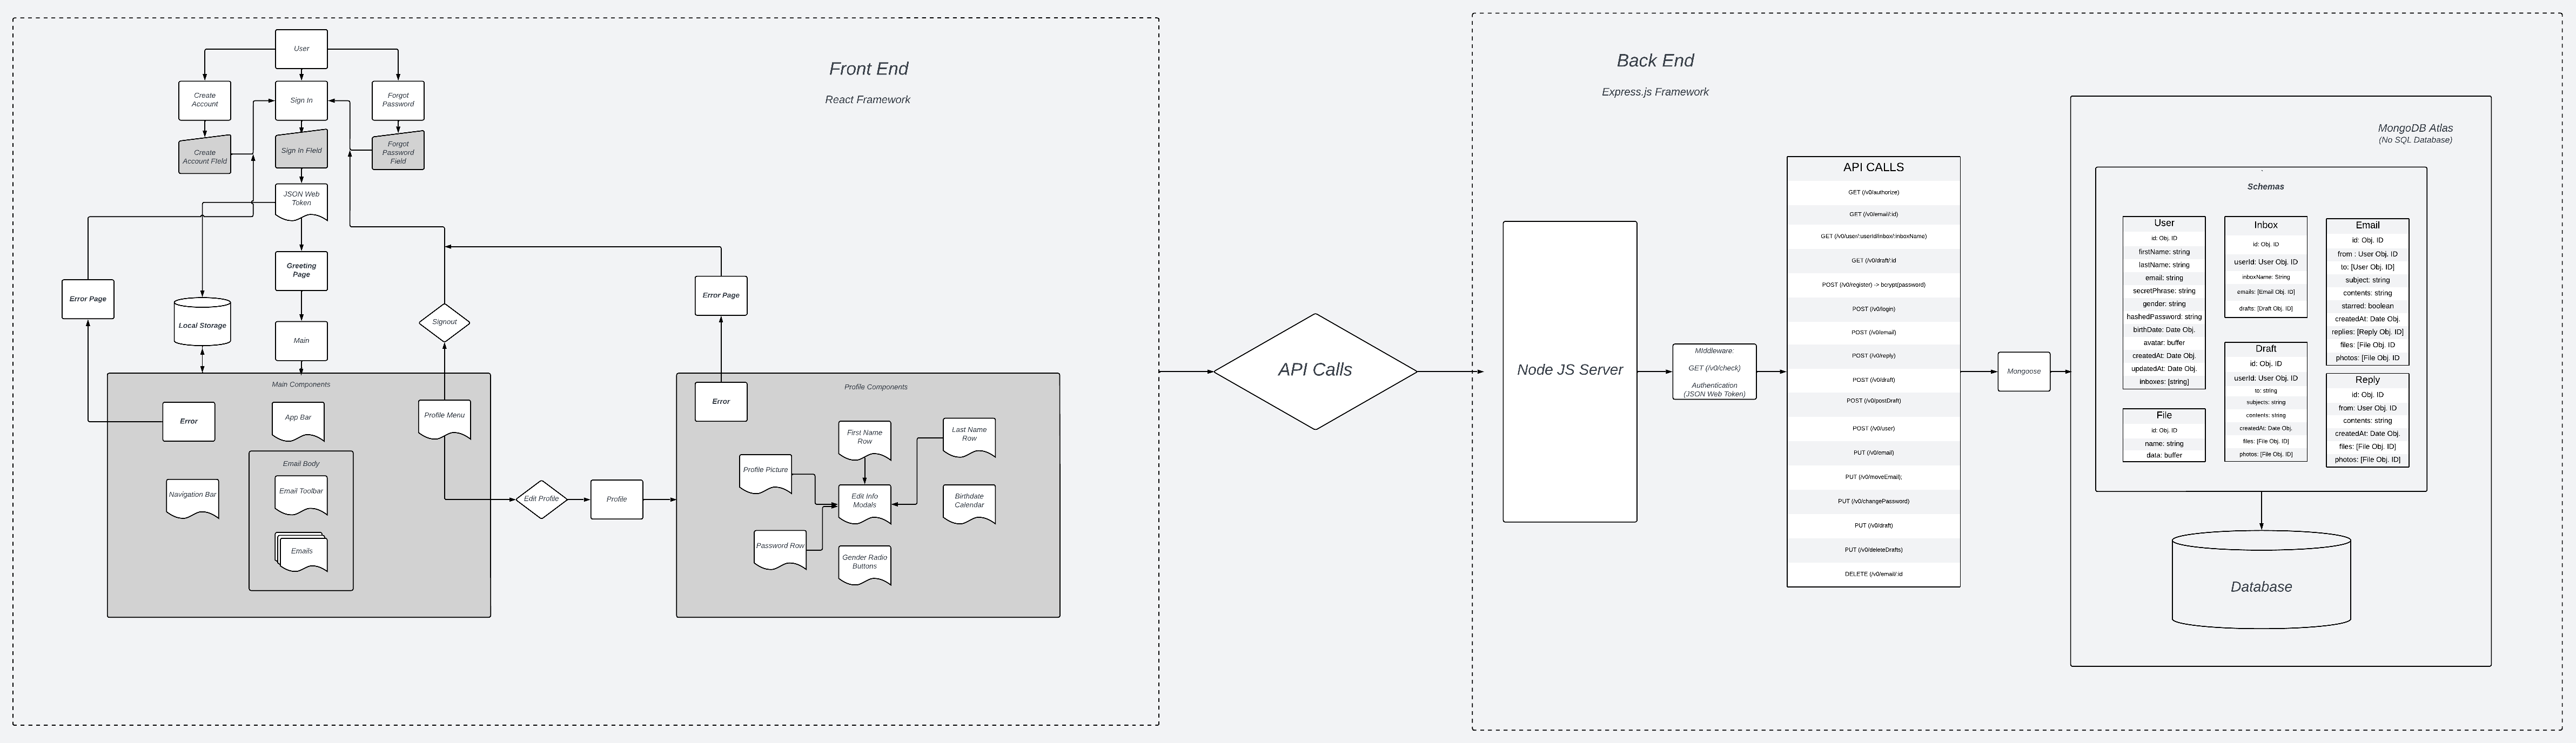 Front End
React Framework
User
Create
Account
Sign In
Forgot
Password
Create
Account Field
Sign In Field
Forgot
Password
Field
JSON Web
Token
Greeting
Page
Error Page
Local Storage
Main
Signout
Error Page
Main Components
Error
App Bar
Profile Menu
Email Body
Navigation Bar
Email Toolbar
Emails
Edit Profile
Profile
Profile Components
Error
First Name
Row
Last Name
Row
Profile Picture
Edit Info
Modals
Birthdate
Calendar
Password Row
Gender Radio
Buttons
API Calls
Back End
Express.js Framework
Node JS Server
MIddleware:
GET (/v0/check)
Authentication
(JSON Web Token)
API CALLS
GET (/v0/authorize)
GET (/v0/email/:id)
GET (/v0/user/:userId/inbox/:inboxName)
GET (/v0/draft/:id
POST (/v0/register) -> bcrypt(password)
POST (/v0/login)
POST (/v0/email)
POST (/v0/reply)
POST (/v0/draft)
POST (/v0/postDraft)
POST (/v0/user)
PUT (/v0/email)
PUT (/v0/moveEmail);
PUT (/v0/changePassword)
PUT (/v0/draft)
PUT (/v0/deleteDrafts)
DELETE (/v0/email/:id
Mongoose
MongoDB Atlas
(No SQL Database)
Schemas
User
id: Obj. ID
firstName: string
lastName: string
email: string
secretPhrase: string
gender: string
hashedPassword: string
birthDate: Date Obj.
avatar: buffer
createdAt: Date Obj.
updatedAt: Date Obj.
inboxes: [string]
File
id: Obj. ID
name: string
data: buffer
Inbox
id: Obj. ID
userId: User Obj. ID
inboxName: String
emails: [Email Obj. ID]
drafts: [Draft Obj. ID]
Draft
id: Obj. ID
userId: User Obj. ID
to: string
subjects: string
contents: string
createdAt: Date Obj.
files: [File Obj. ID]
photos: [File Obj. ID]
Email
id: Obj. ID
from : User Obj. ID
to: [User Obj. ID]
subject: string
contents: string
starred: boolean
createdAt: Date Obj.
replies: [Reply Obj. ID]
files: [File Obj. ID
photos: [File Obj. ID
Reply
id: Obj. ID
from: User Obj. ID
contents: string
createdAt: Date Obj.
files: [File Obj. ID]
photos: [File Obj. ID]
Database